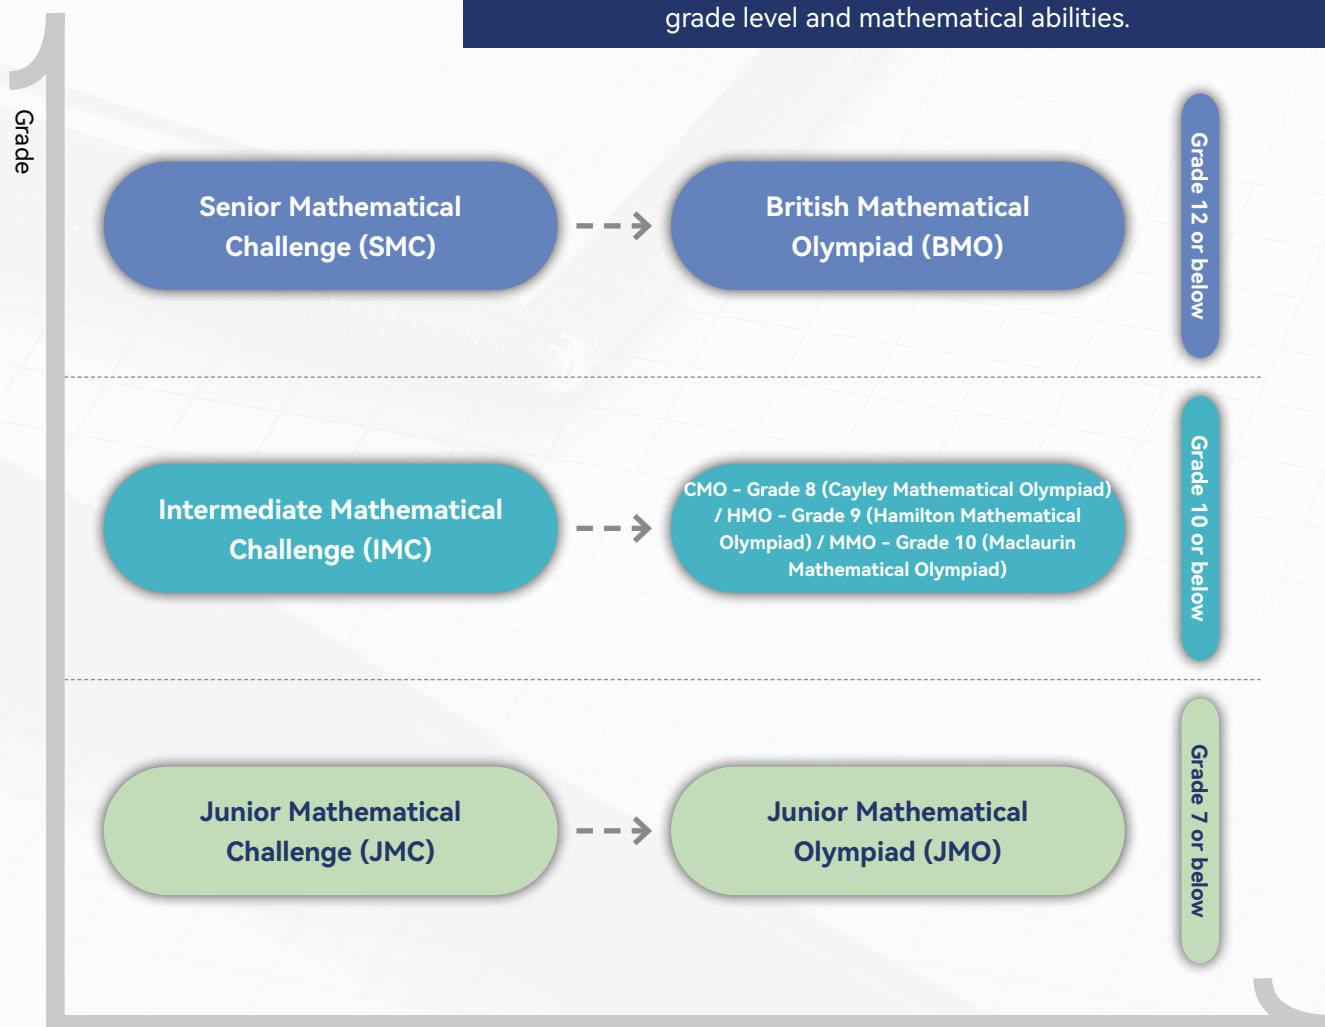 grade level and mathematical abilities.
Grade
Senior Mathematical
Challenge (SMC)
British Mathematical
Olympiad (BMO)
Grade 12 or below
Intermediate Mathematical
Challenge (IMC)
CMO - Grade 8 (Cayley Mathematical Olympiad)
/ HMO - Grade 9 (Hamilton Mathematical
Olympiad) / MMO - Grade 10 (Maclaurin
Mathematical Olympiad)
Grade 10 or below
Junior Mathematical
Challenge (JMC)
Junior Mathematical
Olympiad (JMO)
Grade 7 or below